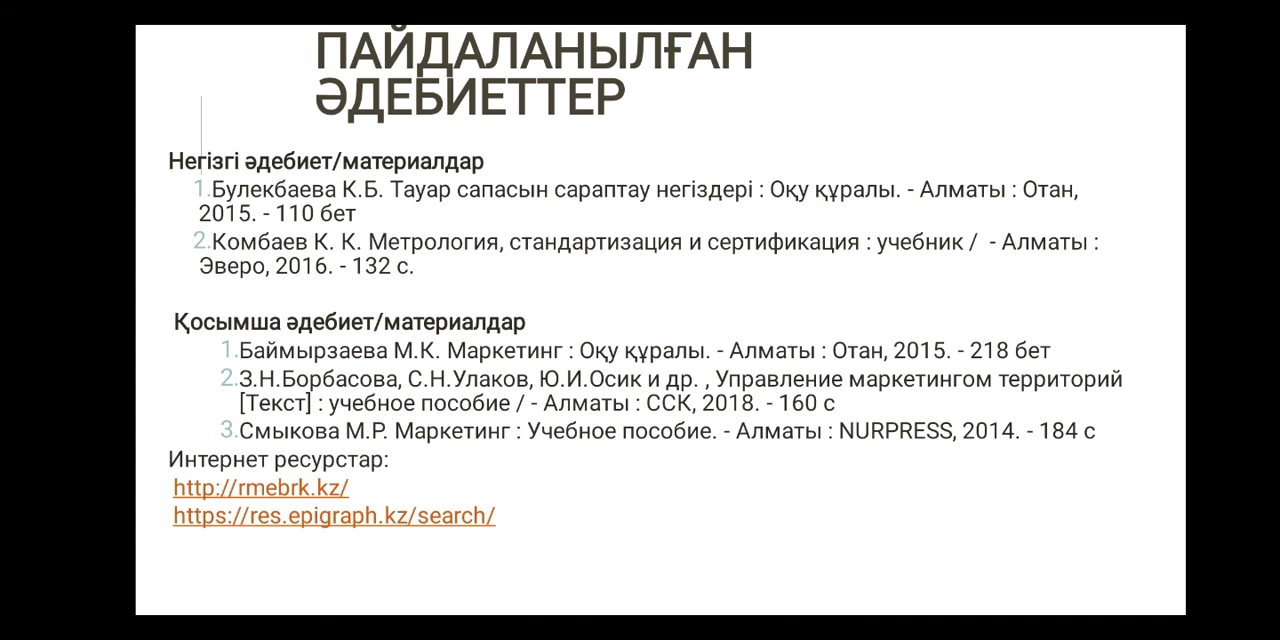 ПАЙДАЛАНЫЛҒАН
ӘДЕБИЕТТЕР
Негізгі әдебиет/материалдар
1.Булекбаева К.Б. Тауар сапасын сараптау негіздері : Оқу құралы. - Алматы : Отан,
2015. - 110 бет
2.Комбаев К. К. Метрология, стандартизация и сертификация : учебник / - Алматы :
Эверо, 2016. - 132 с.
Қосымша әдебиет/материалдар
1.Баймырзаева М.К. Маркетинг : Оқу құралы. - Алматы : Отан, 2015. - 218 бет
2.З.Н.Борбасова, С.Н.Улаков, Ю.И.Осик и др. , Управление маркетингом территорий
[Текст] : учебное пособие / - Алматы : ССК, 2018. - 160 с
3.Смыкова М.Р. Маркетинг : Учебное пособие. - Алматы : NURPRESS, 2014. - 184 с
Интернет ресурстар:
http://rmebrk.kz/
https://res.epigraph.kz/search/